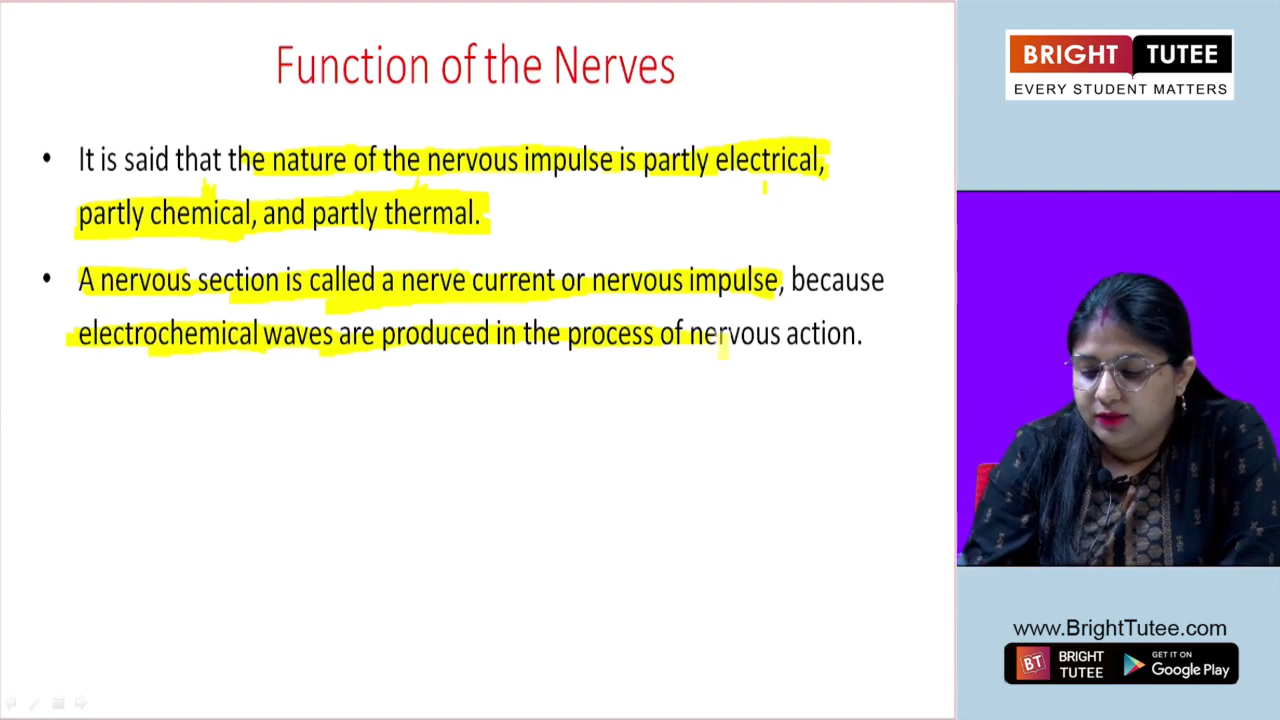 Function of the Nerves
• It is said that the nature of the nervous impulse is partly electrical,
partly chemical, and partly thermal.
• A nervous section is called a nerve current or nervous impulse, because
electrochemical waves are produced in the process of nervous action.
BRIGHT TUTEE
EVERY STUDENT MATTERS
www.BrightTutee.com
BT BRIGHT TUTEE
GET IT ON
Google Play